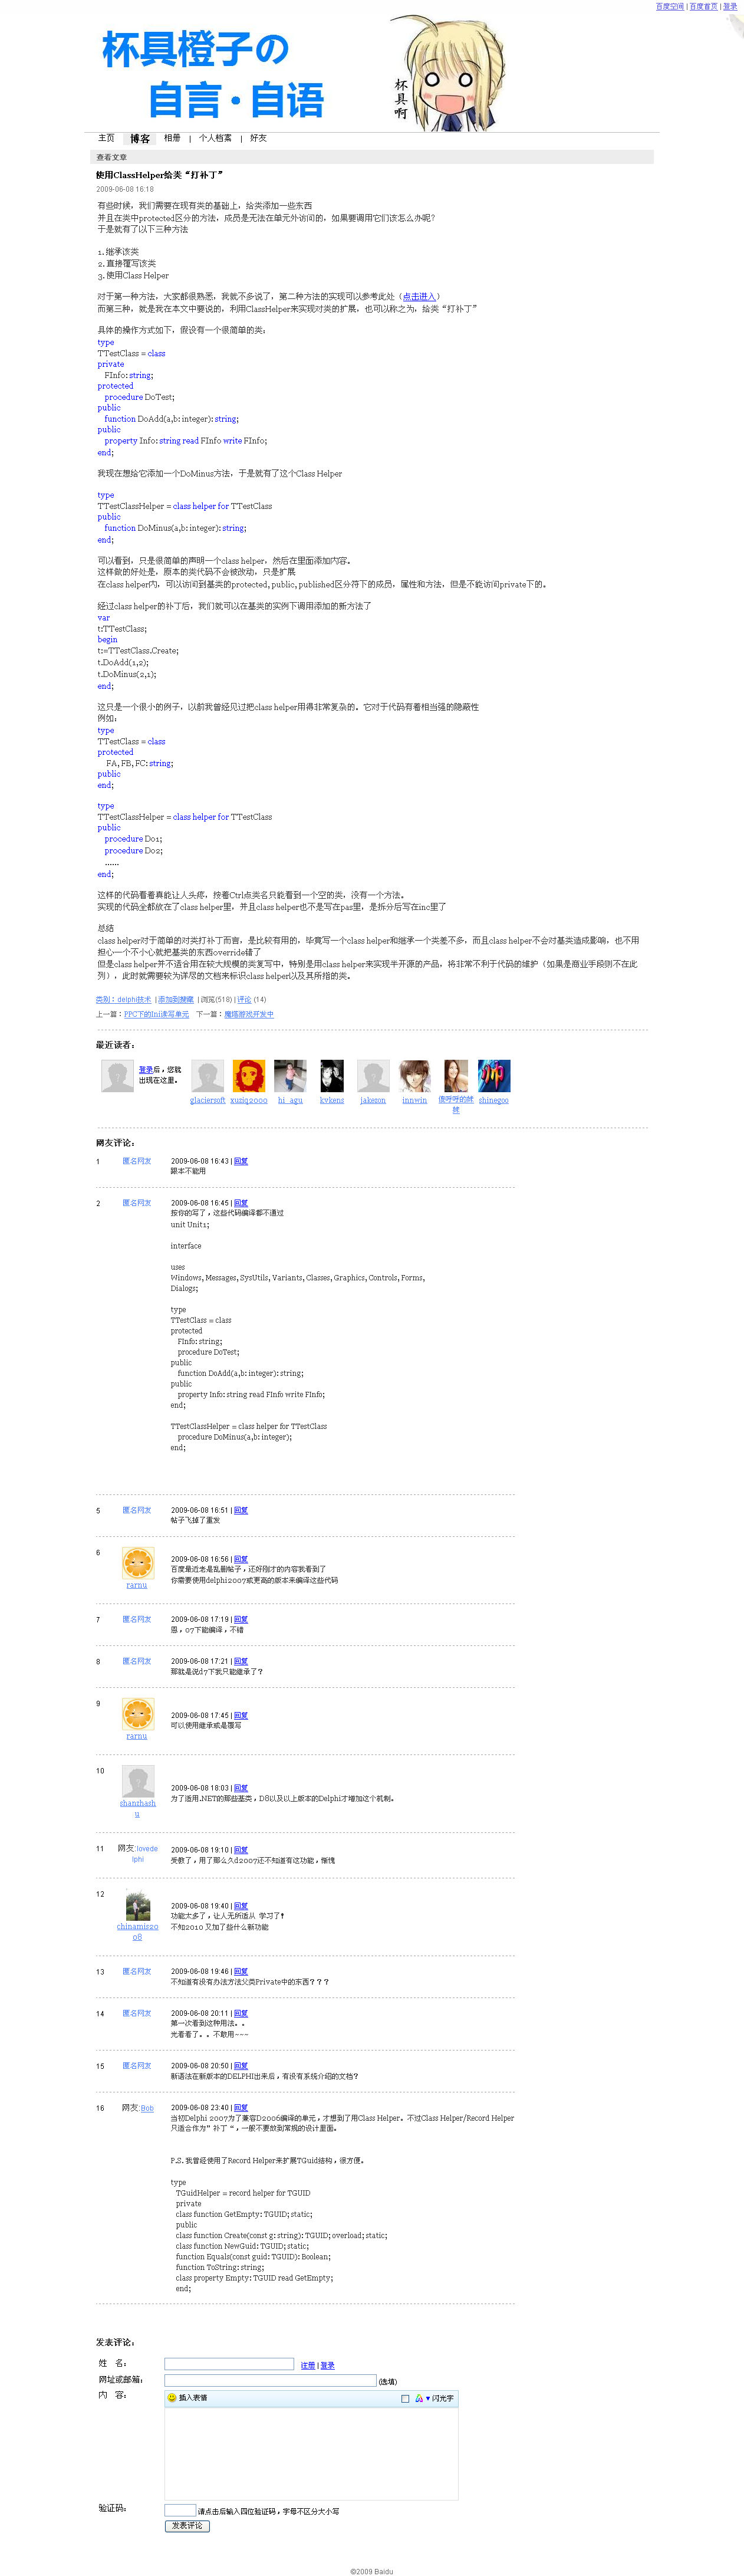 百度空间 | 百度首页 | 登录
杯具橙子の
自言·自语
杯具啊
主页 博客 相册 | 个人档案 | 好友
查看文章
使用ClassHelper给类“打补丁”
2009-06-08 16:18
有些时候，我们需要在现有类的基础上，给类添加一些东西
并且在类中protected区分的方法，成员是无法在单元外访问的，如果要调用它们该怎么办呢？
于是就有了以下三种方法
1. 继承该类
2. 直接覆写该类
3. 使用Class Helper
对于第一种方法，大家都很熟悉，我就不多说了，第二种方法的实现可以参考此处（点击进入）
而第三种，就是我在本文中要说的，利用ClassHelper来实现对类的扩展，也可以称之为，给类“打补丁”
具体的操作方式如下，假设有一个很简单的类：
type
TTestClass = class
private
FInfo: string;
protected
procedure DoTest;
public
function DoAdd(a,b: integer): string;
public
property Info: string read FInfo write FInfo;
end;
我现在想给它添加一个DoMinus方法，于是就有了这个Class Helper
type
TTestClassHelper = class helper for TTestClass
public
function DoMinus(a,b: integer): string;
end;
可以看到，只是很简单的声明一个class helper，然后在里面添加内容。
这样做的好处是，原本的类代码不会被改动，只是扩展
在class helper内，可以访问到基类的protected, public, published区分符下的成员，属性和方法，但是不能访问private下的。
经过class helper的补丁后，我们就可以在基类的实例下调用添加的新方法了
var
t:TTestClass;
begin
t:=TTestClass.Create;
t.DoAdd(1,2);
t.DoMinus(2,1);
end;
这只是一个很小的例子，以前我曾经见过把class helper用得非常复杂的。它对于代码有着相当强的隐蔽性
例如，
type
TTestClass = class
protected
FA, FB, FC: string;
public
end;
type
TTestClassHelper = class helper for TTestClass
public
procedure Do1;
procedure Do2;
......
end;
这样的代码看着真能让人头疼，按着Ctrl点类名只能看到一个空的类，没有一个方法。
实现的代码全都放在了class helper里，并且class helper也不是写在pas里，是拆分后写在inc里了
总结
class helper对于简单的对类打补丁而言，是比较有用的，毕竟写一个class helper和继承一个类差不多，而且class helper不会对基类造成影响，也不用
担心一个不小心就把基类的东西override错了
但是class helper并不适合用在较大规模的类复写中，特别是用class helper来实现半开源的产品，将非常不利于代码的维护（如果是商业手段则不在此
列），此时就需要较为详尽的文档来标识class helper以及其所指的类。
类别：delphi技术 | 添加到搜藏 | 浏览(518) | 评论 (14)
上一篇：PPC下的Ini读写单元 下一篇：魔塔游戏开发中
最近读者：
登录后，您就
出现在这里。
glaciersoft xuziq2000 hi_agu kvkens jakeson innwin 傻呼呼的妹妹 shinegoo
网友评论：
1 匿名网友 2009-06-08 16:43 | 回复
跟本不能用
2 匿名网友 2009-06-08 16:45 | 回复
按你的写了，这些代码编译都不通过
unit Unit1;
interface
uses
Windows, Messages, SysUtils, Variants, Classes, Graphics, Controls, Forms,
Dialogs;
type
TTestClass = class
protected
FInfo: string;
procedure DoTest;
public
function DoAdd(a,b: integer): string;
public
property Info: string read FInfo write FInfo;
end;
TTestClassHelper = class helper for TTestClass
procedure DoMinus(a,b: integer);
end;
5 匿名网友 2009-06-08 16:51 | 回复
帖子飞掉了重发
6 rarnu 2009-06-08 16:56 | 回复
百度最近老是乱删帖子，还好刚才的内容我看到了
你需要使用delphi2007或更高的版本来编译这些代码
7 匿名网友 2009-06-08 17:19 | 回复
恩，07下能编译，不错
8 匿名网友 2009-06-08 17:21 | 回复
那就是说d7下我只能继承了？
9 rarnu 2009-06-08 17:45 | 回复
可以使用继承或是覆写
10 shanzhashu 2009-06-08 18:03 | 回复
为了适用.NET的那些基类，D8以及以上版本的Delphi才增加这个机制。
11 网友:lovedelphi 2009-06-08 19:10 | 回复
受教了，用了那么久d2007还不知道有这功能，惭愧
12 chinamis2008 2009-06-08 19:40 | 回复
功能太多了，让人无所适从 学习了！
不知2010 又加了些什么新功能
13 匿名网友 2009-06-08 19:46 | 回复
不知道有没有办法方法父类Private中的东西？？？
14 匿名网友 2009-06-08 20:11 | 回复
第一次看到这种用法。。
光看看了。。不敢用~~~
15 匿名网友 2009-06-08 20:50 | 回复
新语法在新版本的DELPHI出来后，有没有系统介绍的文档？
16 网友:Bob 2009-06-08 23:40 | 回复
当初Delphi 2007为了兼容D2006编译的单元，才想到了用Class Helper。不过Class Helper/Record Helper
只适合作为“补丁“，一般不要放到常规的设计里面。
P.S. 我曾经使用了Record Helper来扩展TGuid结构，很方便。
type
TGuidHelper = record helper for TGUID
private
class function GetEmpty: TGUID; static;
public
class function Create(const g: string): TGUID; overload; static;
class function NewGuid: TGUID; static;
function Equals(const guid: TGUID): Boolean;
function ToString: string;
class property Empty: TGUID read GetEmpty;
end;
发表评论：
姓 名： 注册 | 登录
网址或邮箱： (选填)
内 容： 插入表情 闪光字
验证码： 请点击后输入四位验证码，字母不区分大小写
发表评论
©2009 Baidu